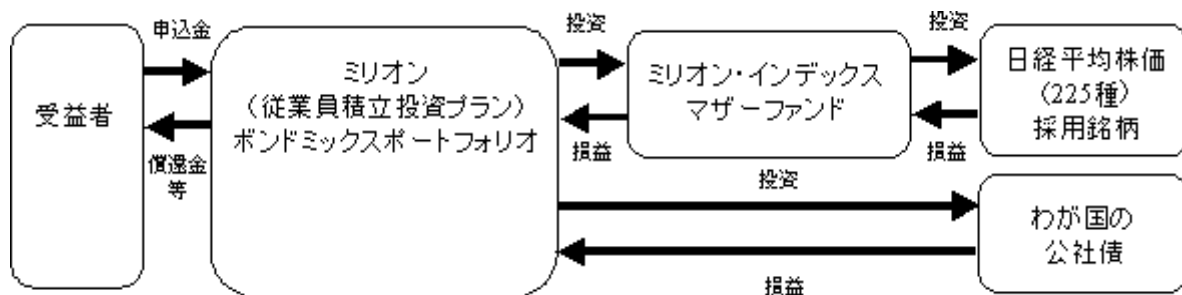 申込金
受益者
償還金
等
ミリオン
(従業員積立投資プラン)
ボンドミックスポートフォリオ
投資
損益
ミリオン・インデックス
マザーファンド
投資
損益
日経平均株価
(225種)
採用銘柄
投資
損益
わが国の
公社債